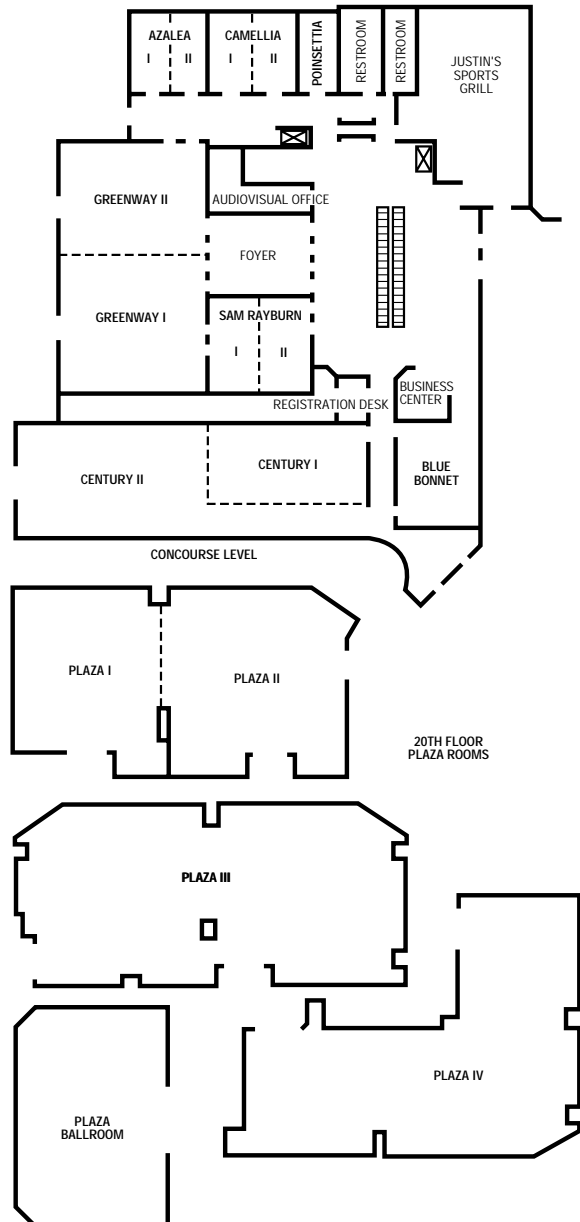 AZALEA
I II
CAMELLIA
I II
POINSETTIA
RESTROOM
RESTROOM
JUSTIN'S
SPORTS
GRILL
GREENWAY II
AUDIOVISUAL OFFICE
FOYER
GREENWAY I
SAM RAYBURN
I II
BUSINESS
CENTER
REGISTRATION DESK
CENTURY II
CENTURY I
BLUE
BONNET
CONCOURSE LEVEL
PLAZA I
PLAZA II
20TH FLOOR
PLAZA ROOMS
PLAZA III
PLAZA IV
PLAZA
BALLROOM